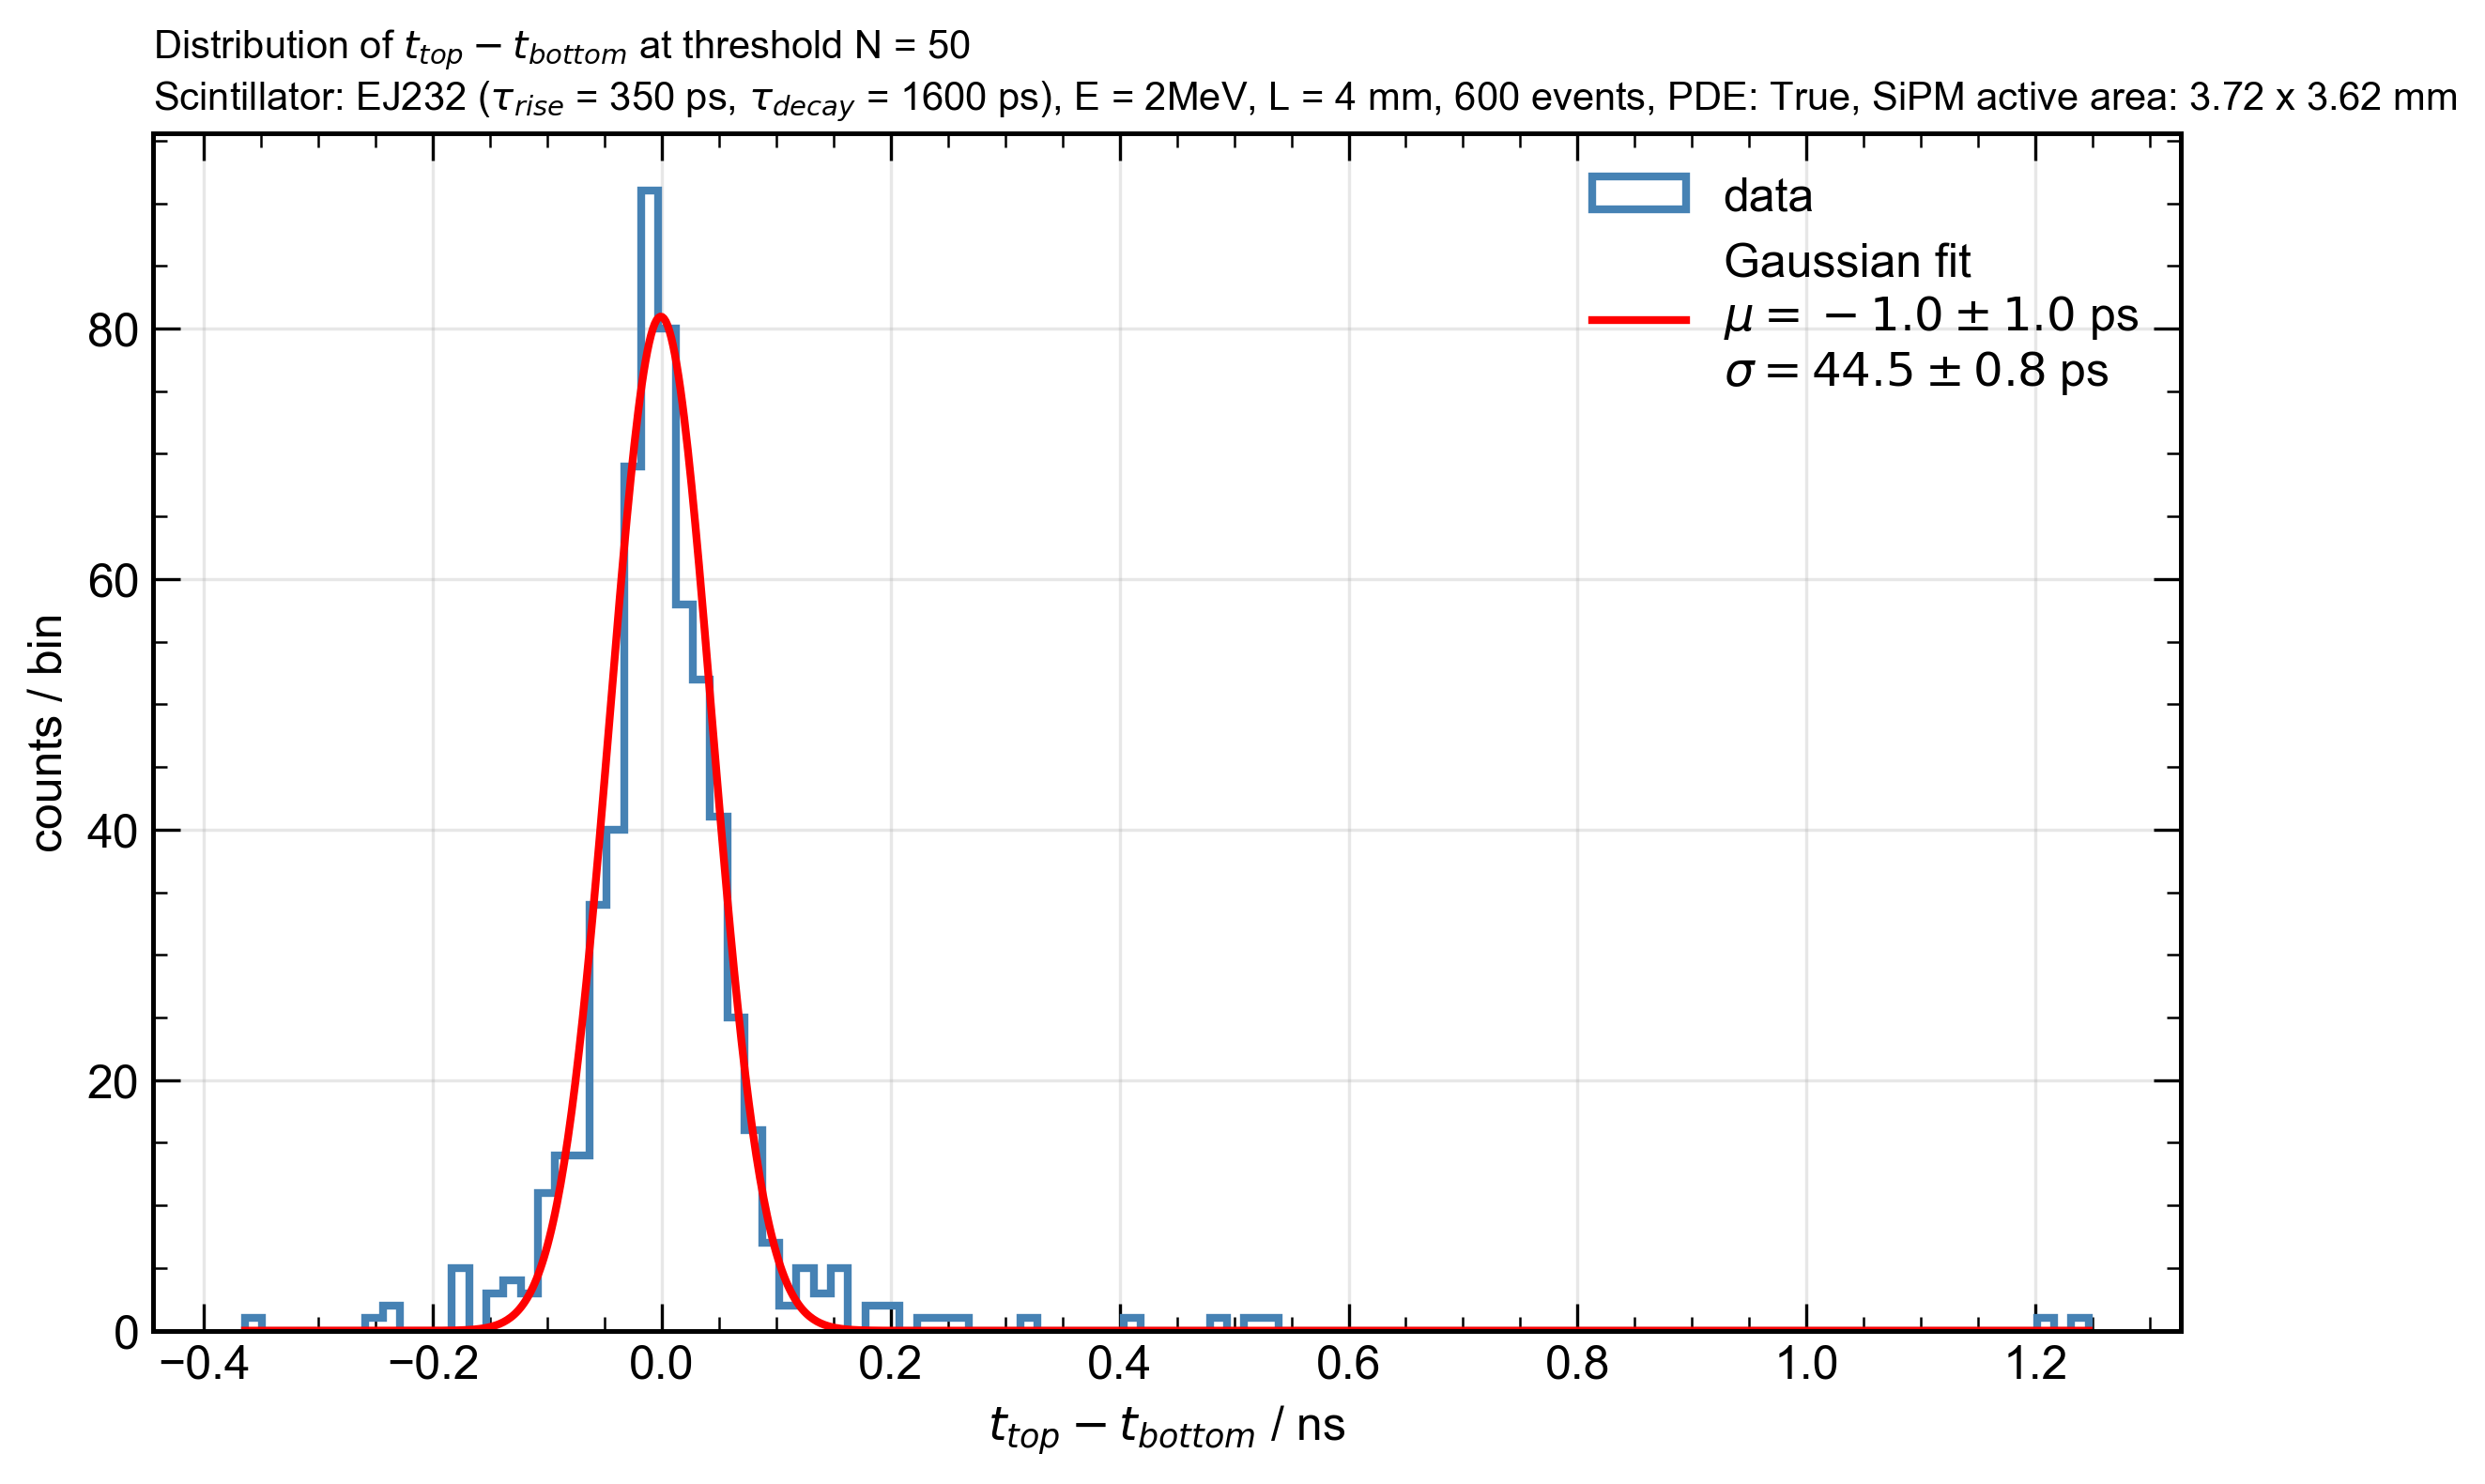 Distribution of t_top − t_bottom at threshold N = 50
Scintillator: EJ232 (τ_rise = 350 ps, τ_decay = 1600 ps), E = 2MeV, L = 4 mm, 600 events, PDE: True, SiPM active area: 3.72 x 3.62 mm
data
Gaussian fit
μ = −1.0 ± 1.0 ps
σ = 44.5 ± 0.8 ps
counts / bin
80
60
40
20
0
−0.4 −0.2 0.0 0.2 0.4 0.6 0.8 1.0 1.2
t_top − t_bottom / ns